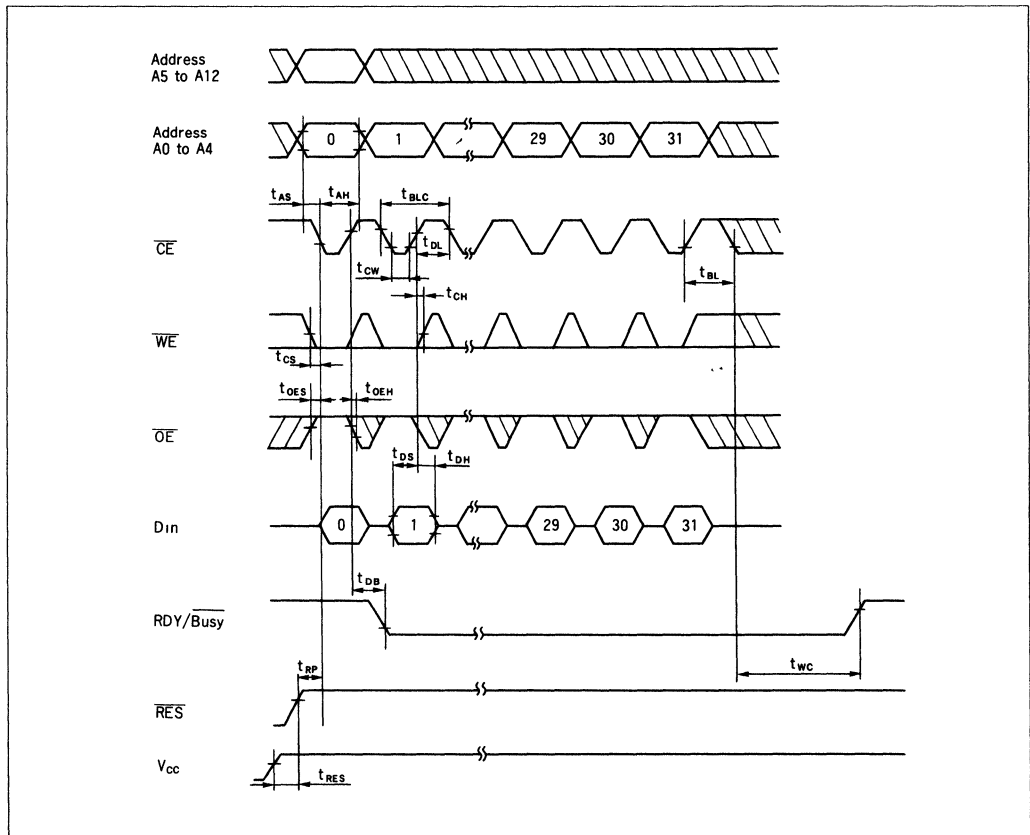 Address
A5 to A12
Address
A0 to A4
0 1 29 30 31
tAS tAH tBLC
CE
tDL
tCW
tBL
tCH
WE
tCS
tOES tOEH
OE
tDS tDH
Din
0 1 29 30 31
tDB
RDY/Busy
tWC
tRP
RES
VCC
tRES